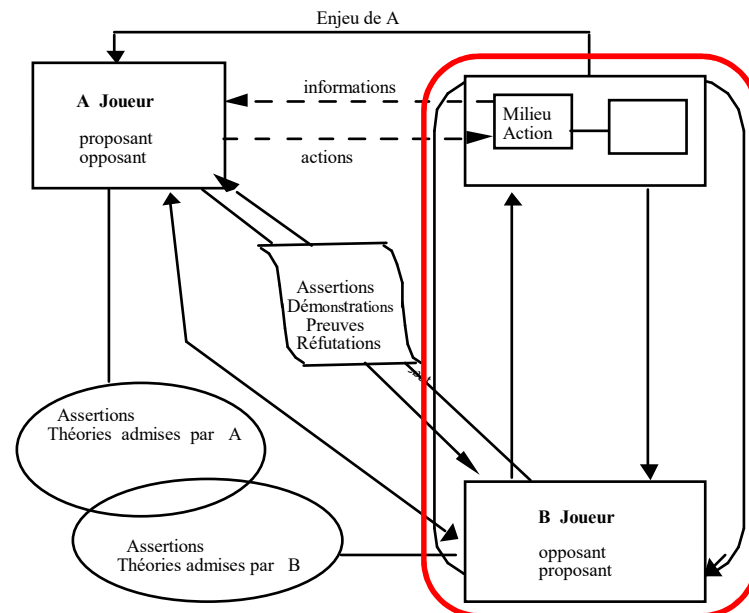 Enjeu de A
A Joueur
proposant
opposant
informations
actions
Milieu
Action
Assertions
Démonstrations
Preuves
Réfutations
Assertions
Théories admises par A
Assertions
Théories admises par B
B Joueur
opposant
proposant